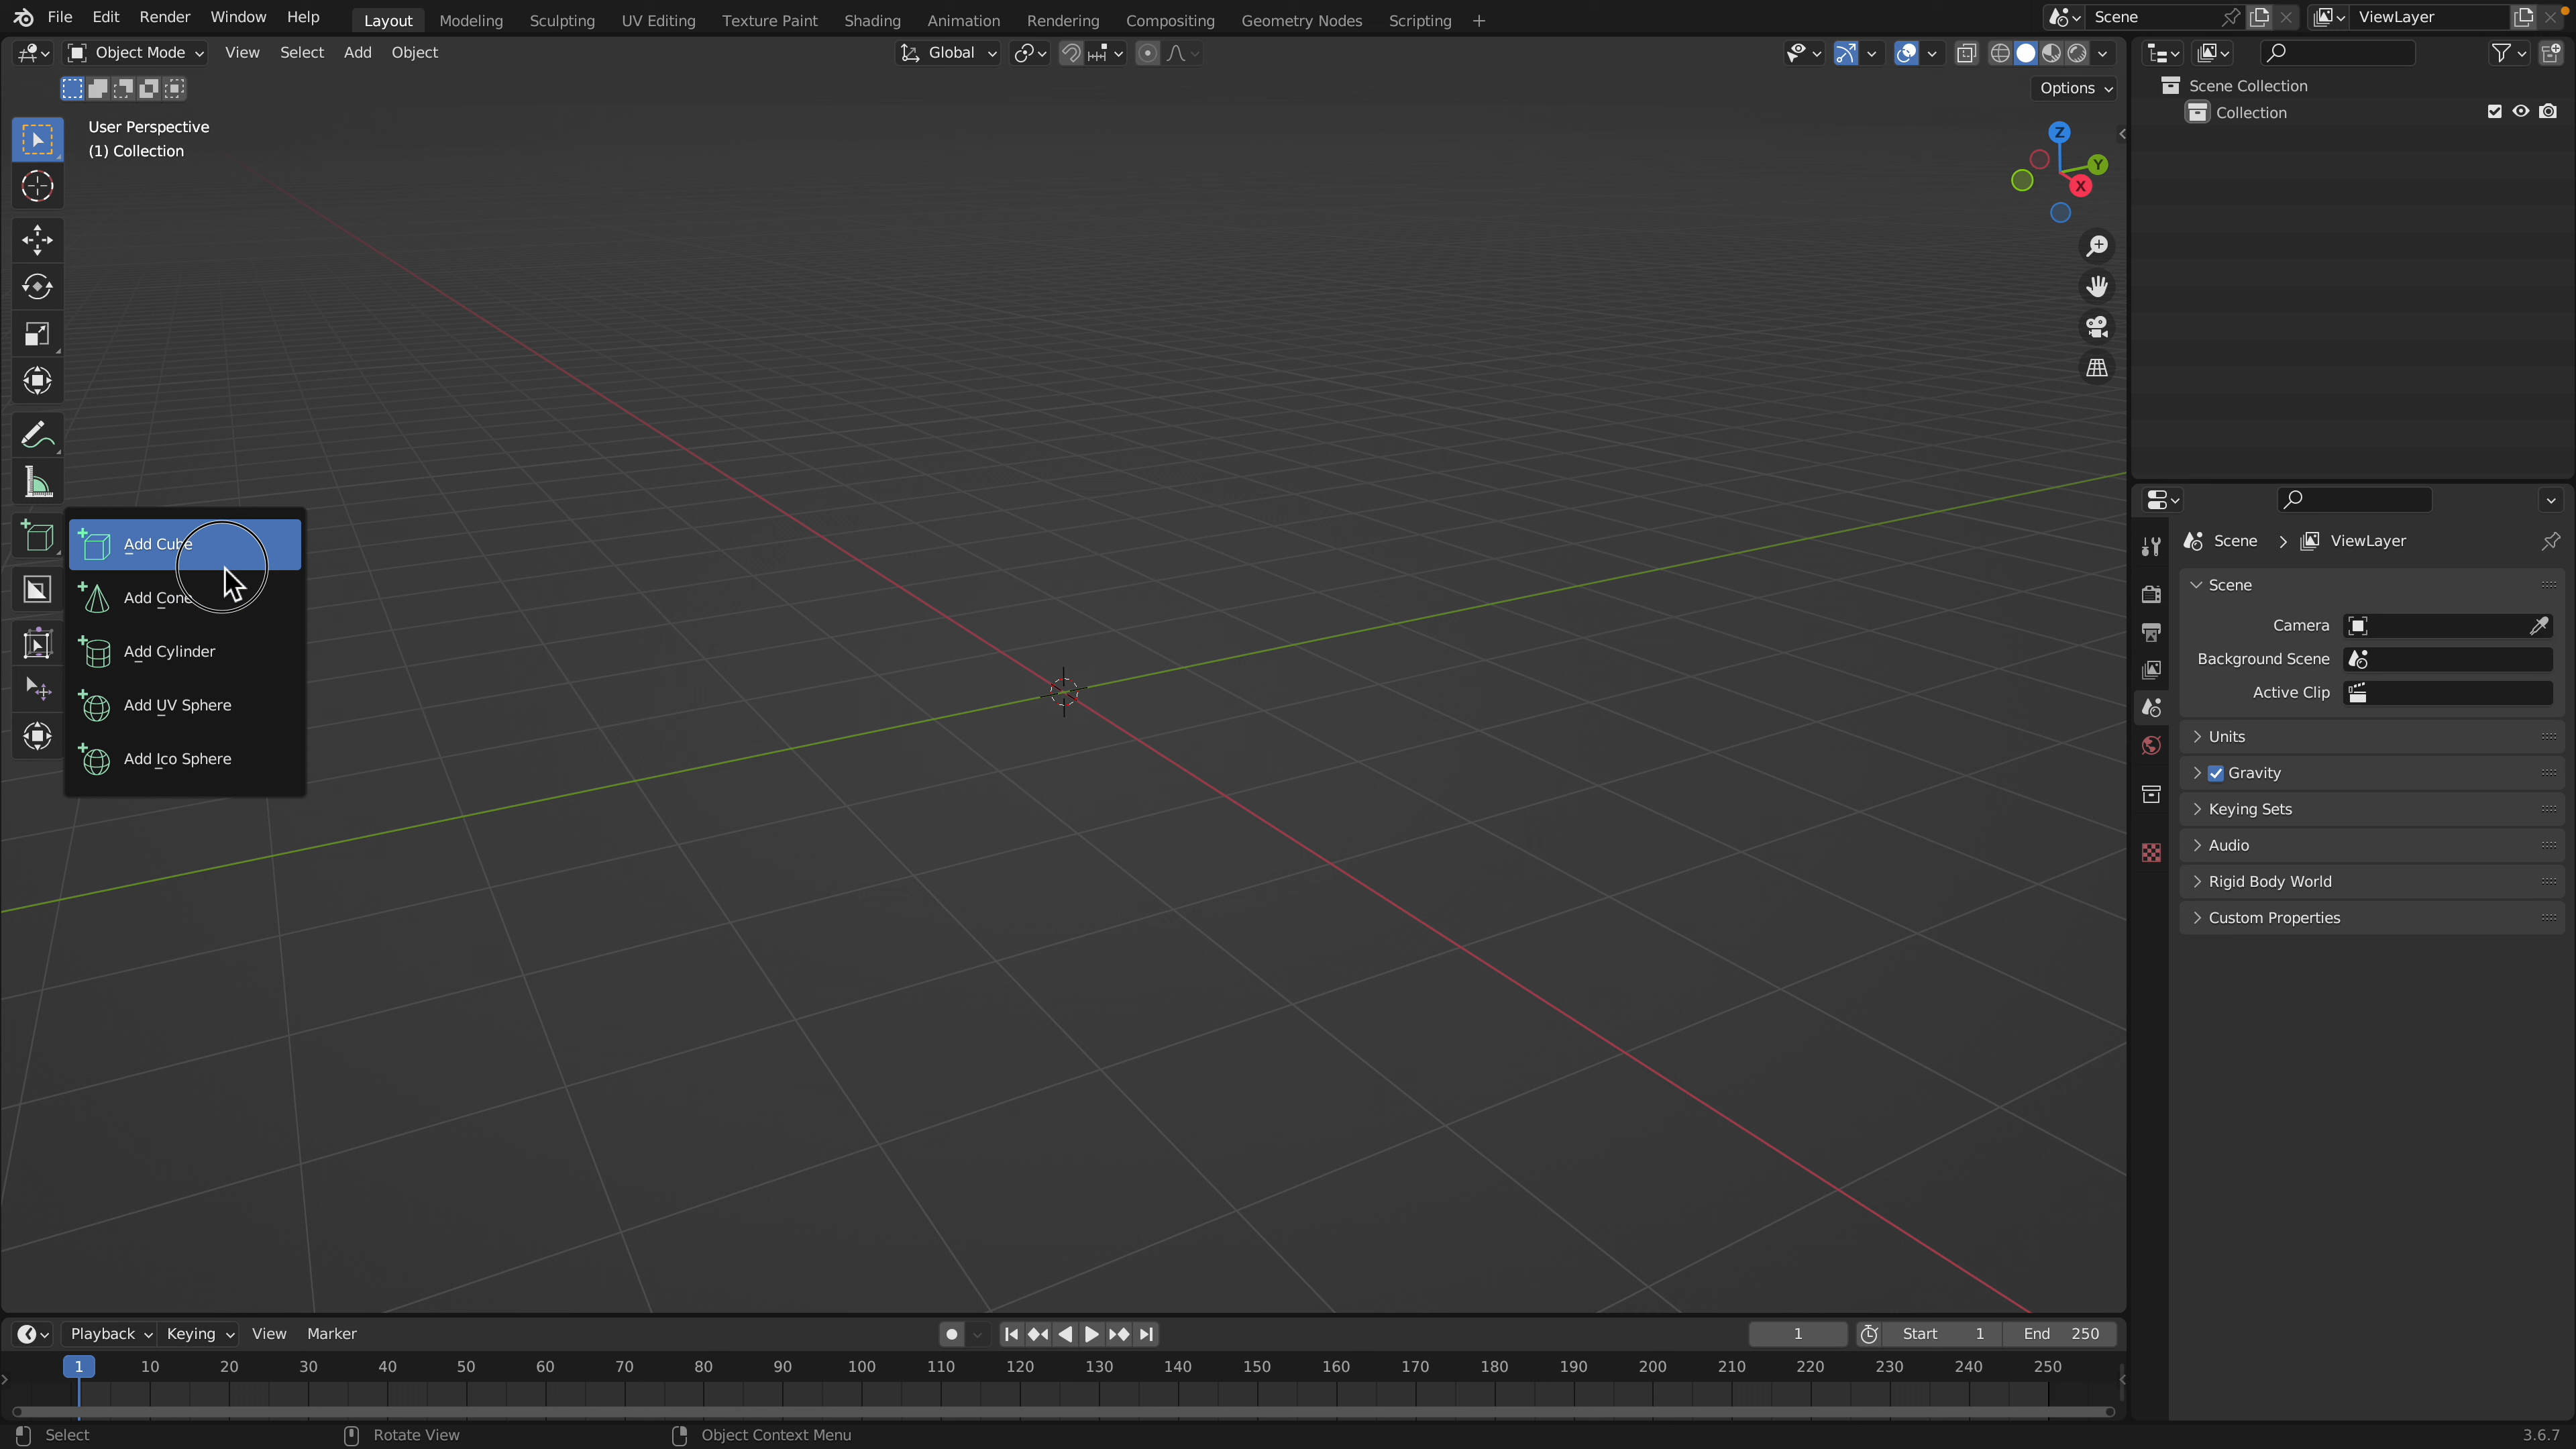 File Edit Render Window Help Layout Modeling Sculpting UV Editing Texture Paint Shading Animation Rendering Compositing Geometry Nodes Scripting + Scene ViewLayer
Object Mode View Select Add Object Global
Options
User Perspective
(1) Collection
Z
Y
X
Add Cube
Add Cone
Add Cylinder
Add UV Sphere
Add Ico Sphere
Scene Collection
Collection
Scene > ViewLayer
Scene
Camera
Background Scene
Active Clip
Units
Gravity
Keying Sets
Audio
Rigid Body World
Custom Properties
Playback Keying View Marker 1 Start 1 End 250
1 10 20 30 40 50 60 70 80 90 100 110 120 130 140 150 160 170 180 190 200 210 220 230 240 250
Select Rotate View Object Context Menu 3.6.7